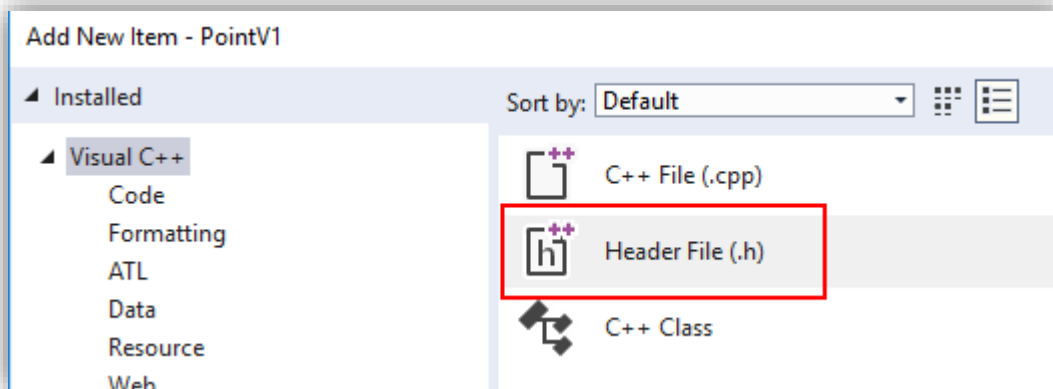 Add New Item - PointV1
Installed
Visual C++
Code
Formatting
ATL
Data
Resource
Web
Sort by: Default
++
C++ File (.cpp)
++
h
Header File (.h)
C++ Class